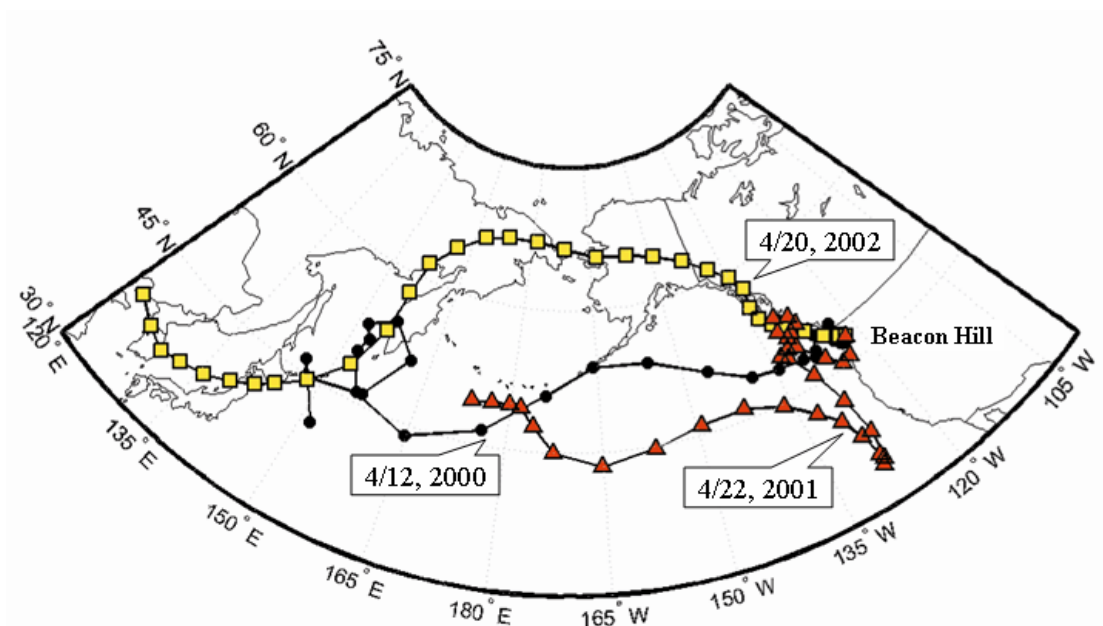 75° N
60° N
45° N
30° N
120° E
135° E
150° E
165° E
180° E
165° W
150° W
135° W
120° W
105° W
4/20, 2002
Beacon Hill
4/12, 2000
4/22, 2001